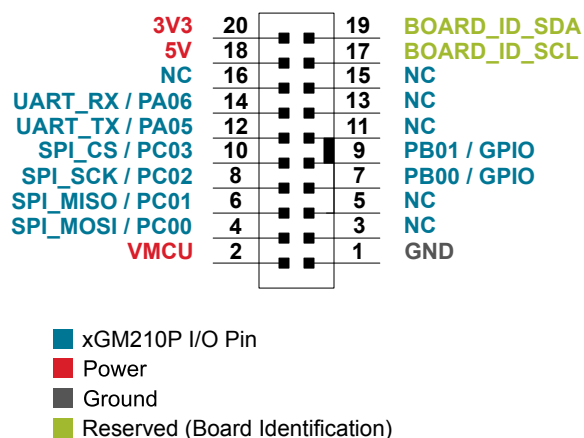 3V3 20 19 BOARD_ID_SDA
5V 18 17 BOARD_ID_SCL
NC 16 15 NC
UART_RX / PA06 14 13 NC
UART_TX / PA05 12 11 NC
SPI_CS / PC03 10 9 PB01 / GPIO
SPI_SCK / PC02 8 7 PB00 / GPIO
SPI_MISO / PC01 6 5 NC
SPI_MOSI / PC00 4 3 NC
VMCU 2 1 GND
xGM210P I/O Pin
Power
Ground
Reserved (Board Identification)